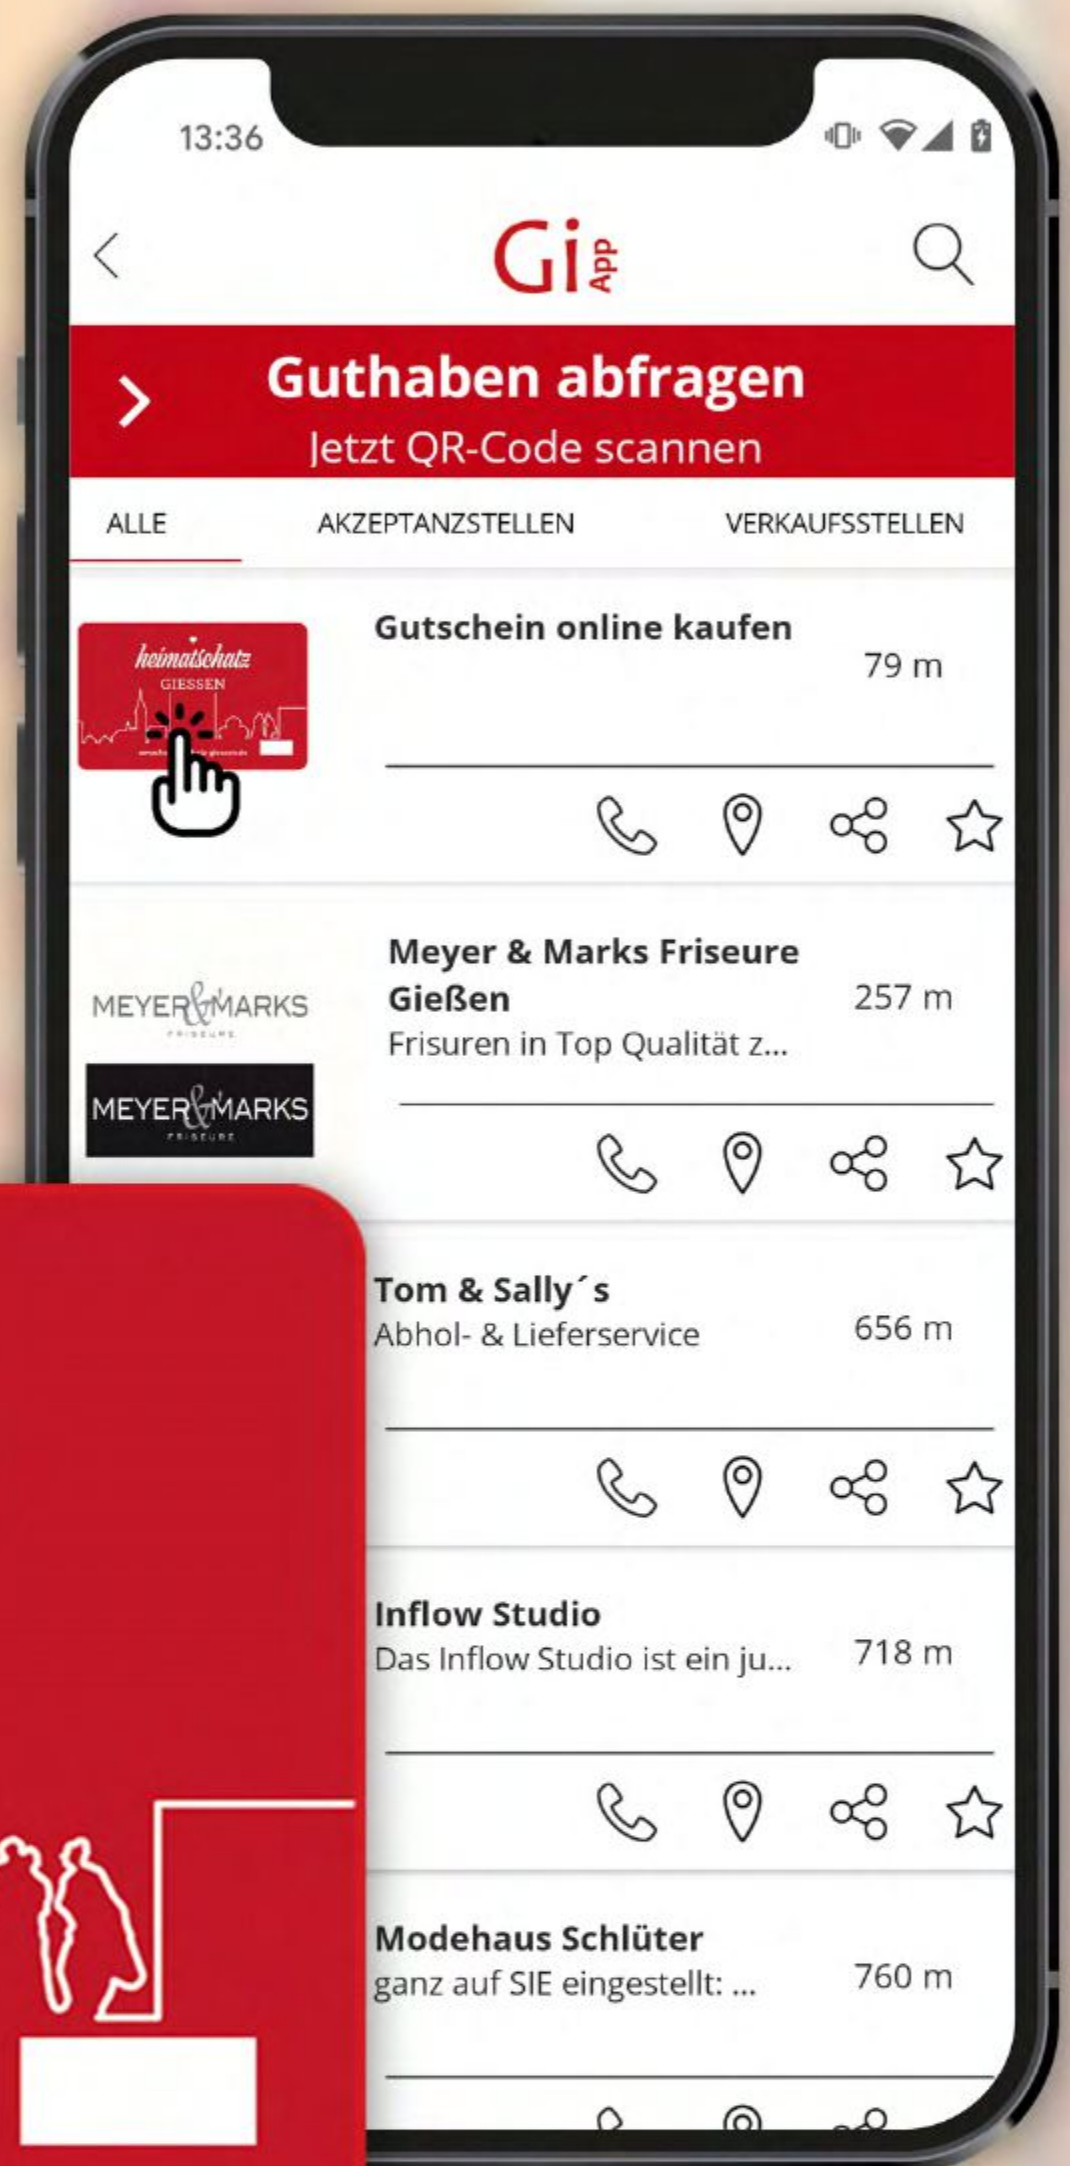 13:36
Gi App
Guthaben abfragen
Jetzt QR-Code scannen
ALLE AKZEPTANZSTELLEN VERKAUFSSTELLEN
heimatschatz
GIESSEN
Gutschein online kaufen
79 m
MEYER & MARKS
FRISEURE
MEYER & MARKS
FRISEURE
Meyer & Marks Friseure
Gießen
257 m
Frisuren in Top Qualität z...
Tom & Sally´s
Abhol- & Lieferservice
656 m
Inflow Studio
Das Inflow Studio ist ein ju...
718 m
Modehaus Schlüter
ganz auf SIE eingestellt: ...
760 m